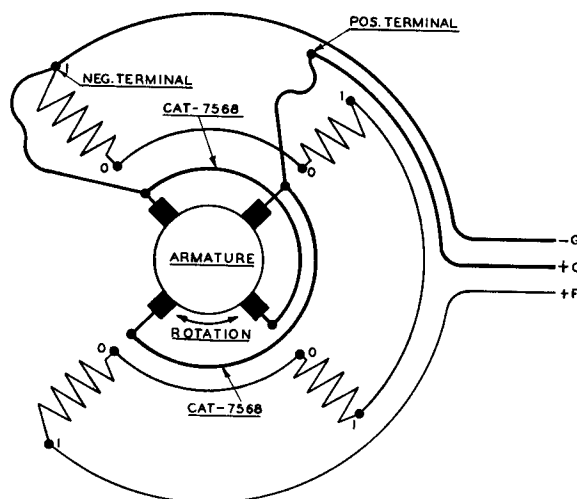 POS. TERMINAL
1
NEG. TERMINAL
CAT-7568
1
0
0
-G
ARMATURE
+
+F
ROTATION
0
0
CAT-7568
1
1